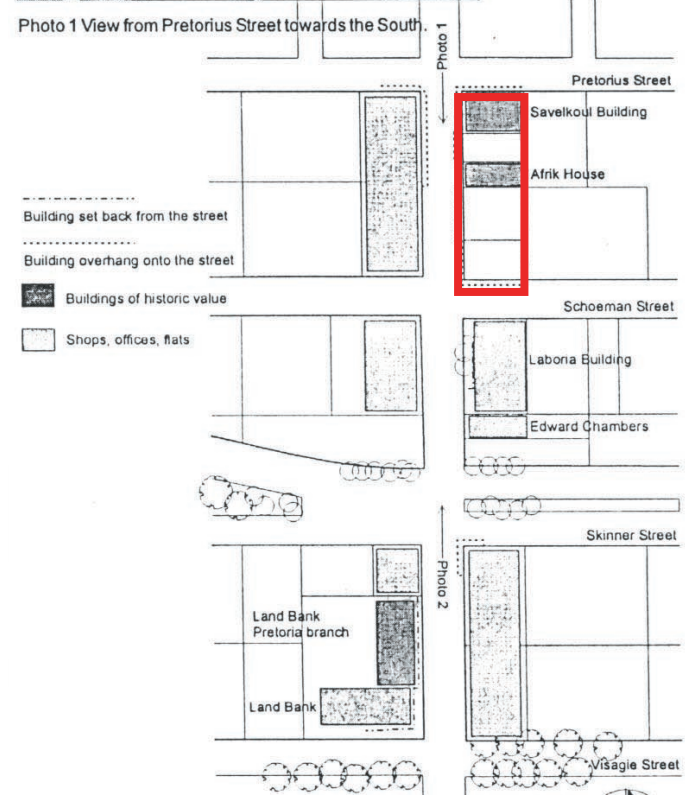 Photo 1 View from Pretorius Street towards the South.
Photo 1
Pretorius Street
Savelkoul Building
Afrik House
Building set back from the street
Building overhang onto the street
Buildings of historic value
Shops, offices, flats
Schoeman Street
Laboria Building
Edward Chambers
Skinner Street
Photo 2
Land Bank
Pretoria branch
Land Bank
Visagie Street